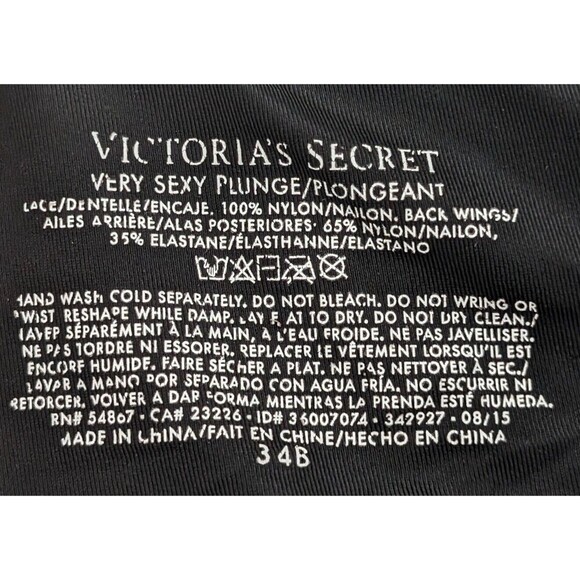 VICTORIA'S SECRET
VERY SEXY PLUNGE/PLONGEANT
LACE/DENTELLE/ENCAJE. 100% NYLON/NAILON. BACK WINGS/
AILES ARRIÈRE/ALAS POSTERIORES: 65% NYLON/NAILON,
35% ELASTANE/ÉLASTHANNE/ELASTANO
HAND WASH COLD SEPARATELY. DO NOT BLEACH. DO NOT WRING OR
TWIST RESHAPE WHILE DAMP. LAY FLAT TO DRY. DO NOT DRY CLEAN./
LAVER SÉPARÉMENT À LA MAIN, À L'EAU FROIDE. NE PAS JAVELLISER.
NE PAS TORDRE NI ESSORER. REPLACER LE VÊTEMENT LORSQU'IL EST
ENCORE HUMIDE. FAIRE SÉCHER À PLAT. NE PAS NETTOYER À SEC./
LAVAR A MANO POR SEPARADO CON AGUA FRÍA. NO ESCURRIR NI
RETORCER. VOLVER A DAR FORMA MIENTRAS LA PRENDA ESTÉ HUMEDA.
RN# 54867 · CA# 23226 · ID# 36007074 · 342927 · 08/15
MADE IN CHINA/FAIT EN CHINE/HECHO EN CHINA
34B